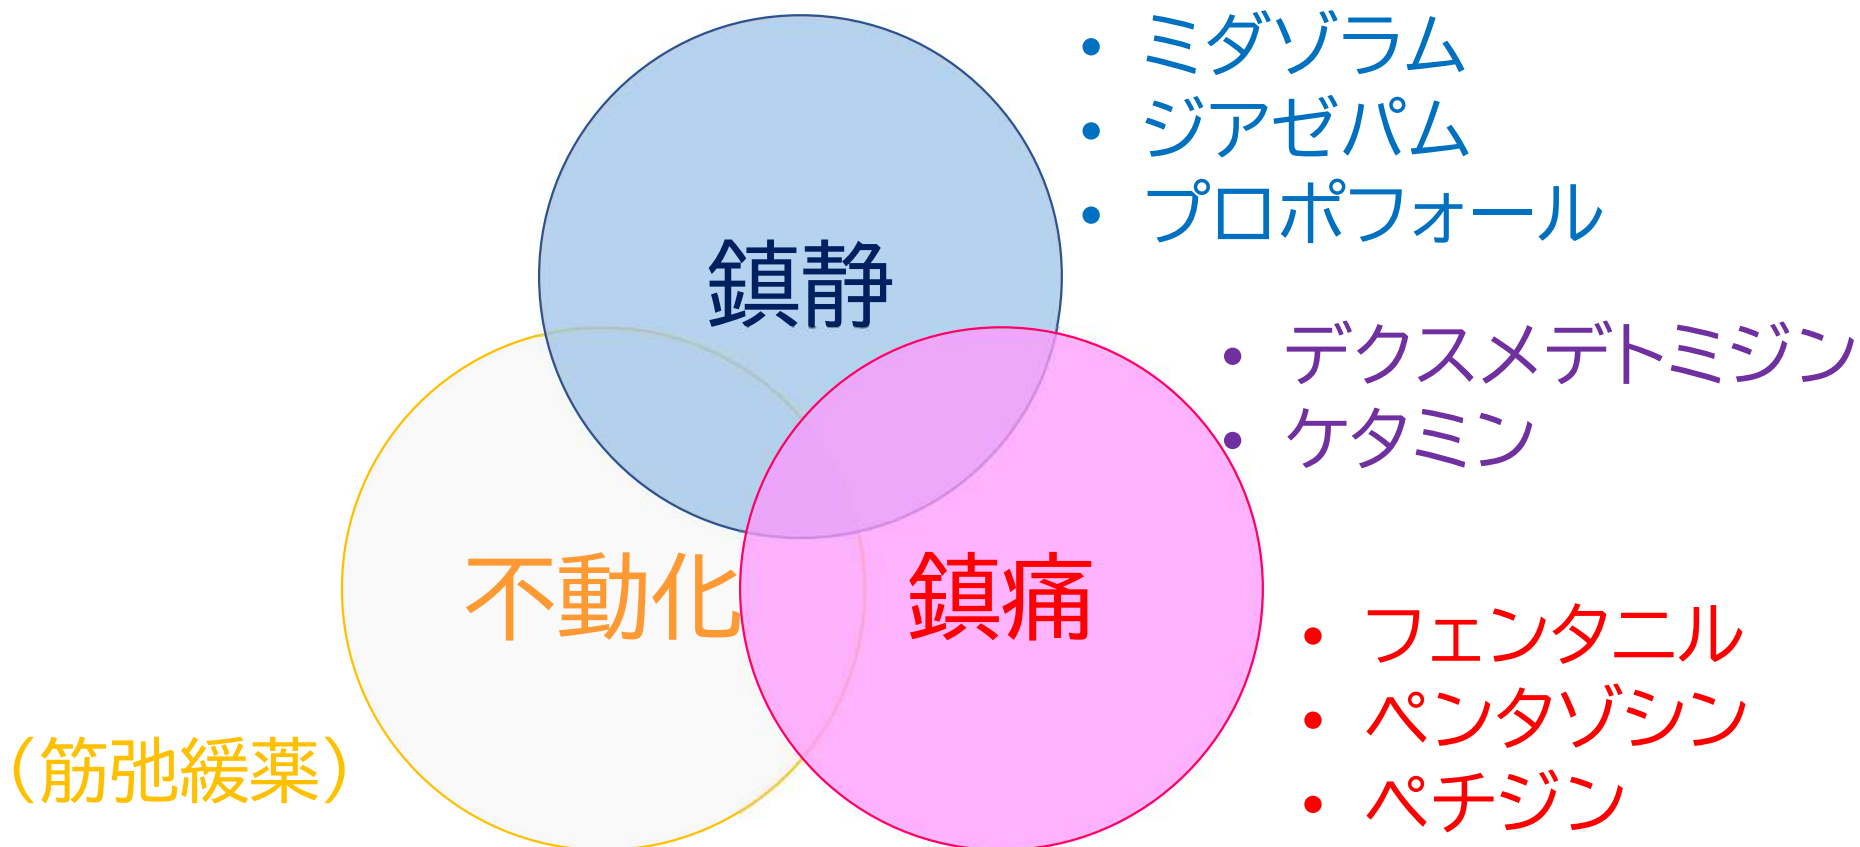 • ミダゾラム
• ジアゼパム
• プロポフォール
鎮静
• デクスメデトミジン
• ケタミン
不動化
鎮痛
• フェンタニル
• ペンタゾシン
• ペチジン
（筋弛緩薬）